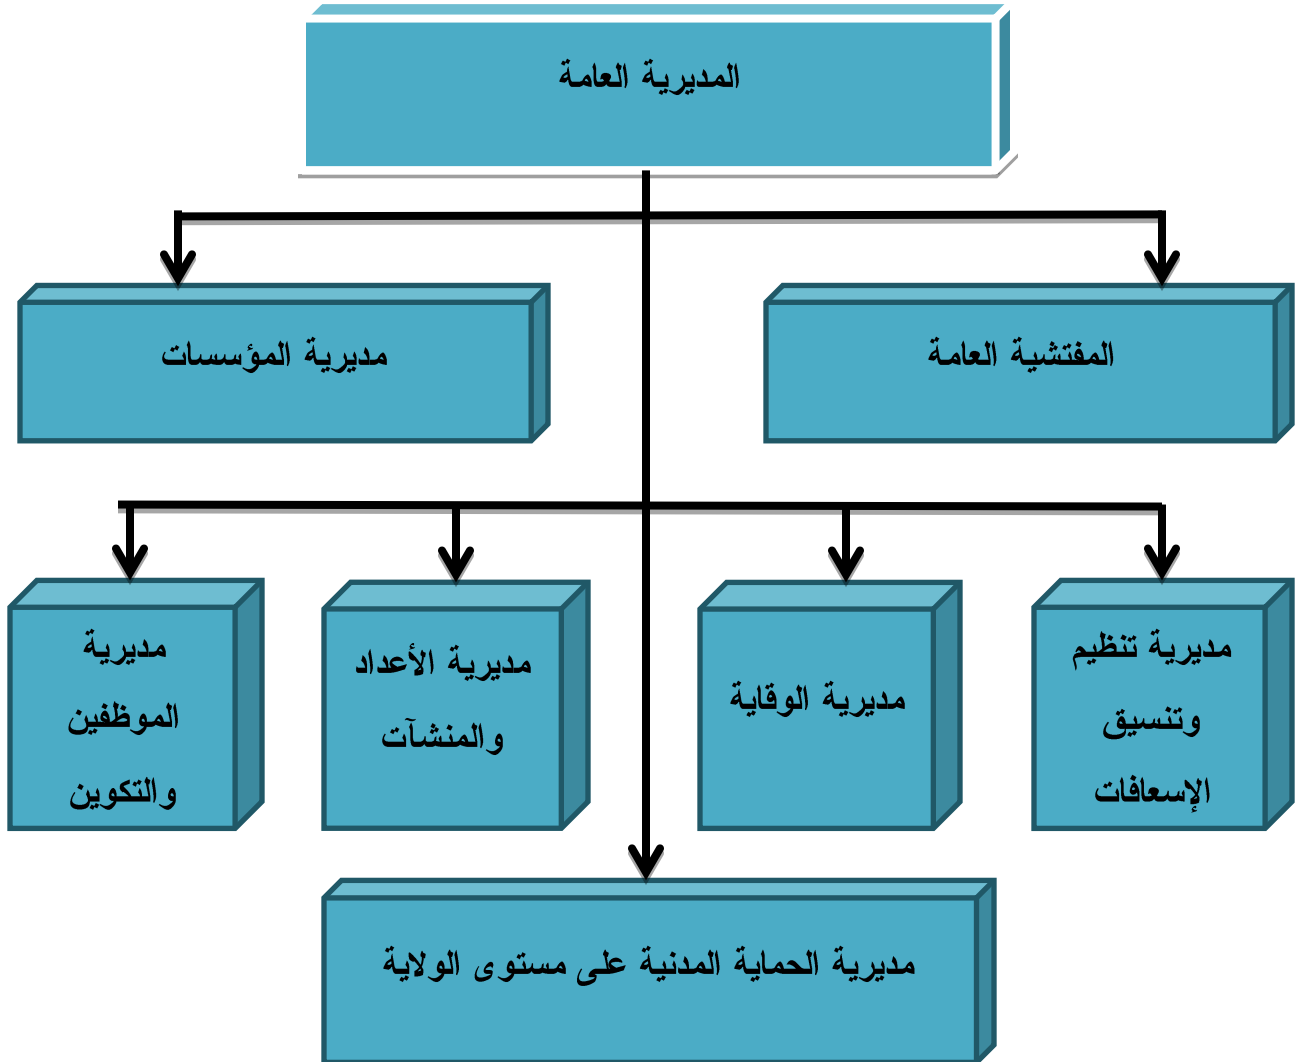 المديرية العامة
المفتشية العامة
مديرية المؤسسات
مديرية تنظيم
وتنسيق
الإسعافات
مديرية الوقاية
مديرية الأعداد
والمنشآت
مديرية
الموظفين
والتكوين
مديرية الحماية المدنية على مستوى الولاية